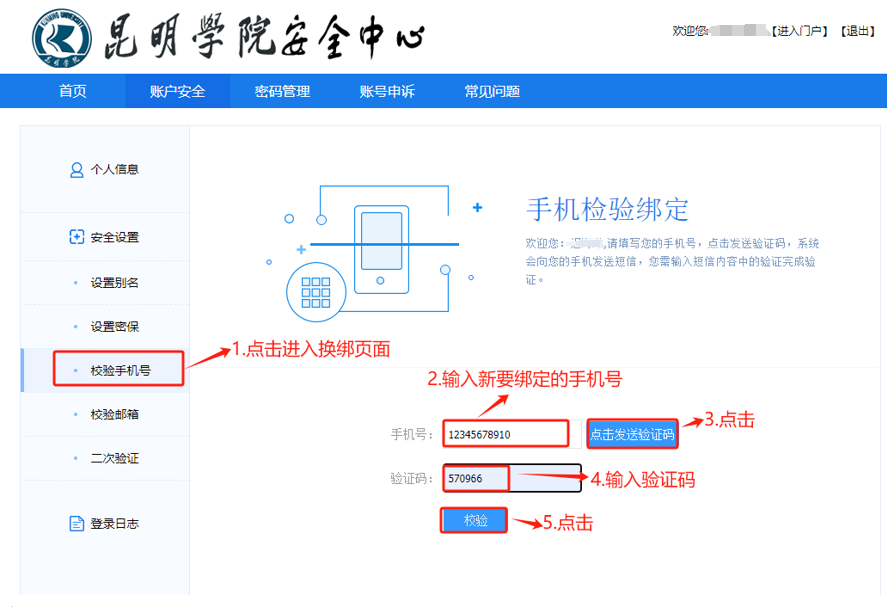 昆明学院安全中心
欢迎您: 【进入门户】 【退出】
首页 账户安全 密码管理 账号申诉 常见问题
个人信息
安全设置
设置别名
设置密保
校验手机号
校验邮箱
二次验证
登录日志
手机检验绑定
欢迎您: ,请填写您的手机号，点击发送验证码，系统
会向您的手机发送短信，您需输入短信内容中的验证完成验
证。
1.点击进入换绑页面
2.输入新要绑定的手机号
手机号: 12345678910 点击发送验证码
3.点击
验证码: 570966
4.输入验证码
校验
5.点击